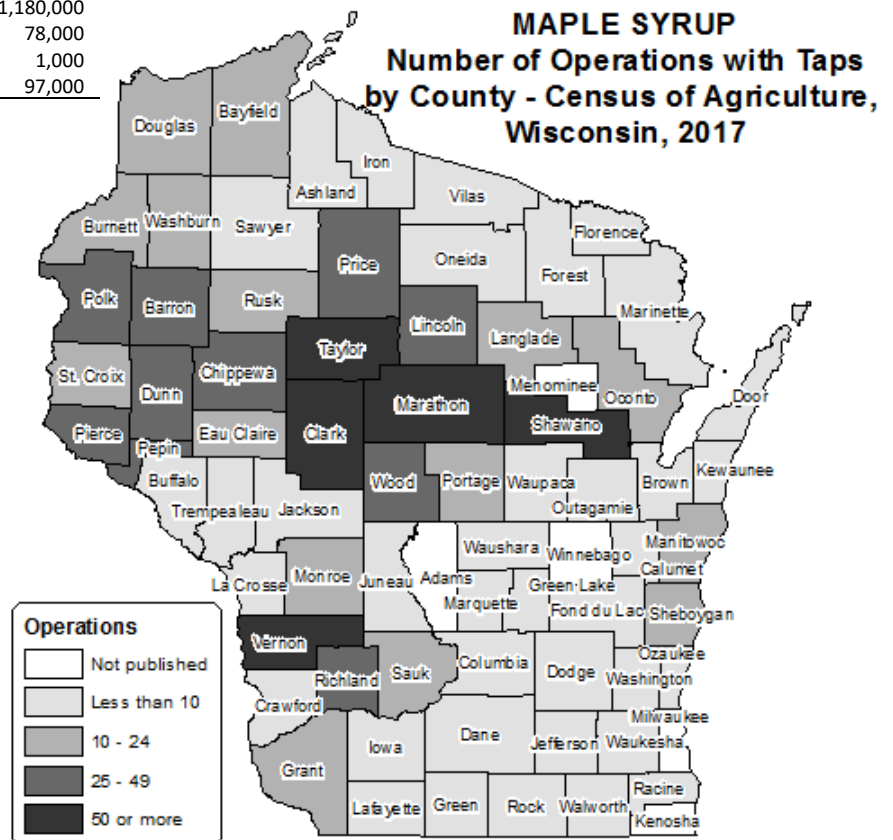 1,180,000
78,000
1,000
97,000
MAPLE SYRUP
Number of Operations with Taps
by County - Census of Agriculture,
Wisconsin, 2017
Douglas
Bayfield
Iron
Ashland
Vilas
Burnett
Washburn
Sawyer
Florence
Price
Oneida
Forest
Polk
Barron
Rusk
Marinette
Lincoln
Langlade
Taylor
St. Croix
Chippewa
Dunn
Menominee
Oconto
Door
Marathon
Shawano
Pierce
Pepin
Eau Claire
Clark
Buffalo
Wood
Portage
Waupaca
Brown
Kewaunee
Trempealeau
Jackson
Outagamie
Waushara
Winnebago
Manitowoc
Calumet
La Crosse
Monroe
Juneau
Adams
Marquette
Green Lake
Fond du Lac
Sheboygan
Vernon
Richland
Sauk
Columbia
Dodge
Ozaukee
Washington
Crawford
Milwaukee
Iowa
Dane
Jefferson
Waukesha
Grant
Lafayette
Green
Rock
Walworth
Racine
Kenosha
Operations
Not published
Less than 10
10 - 24
25 - 49
50 or more